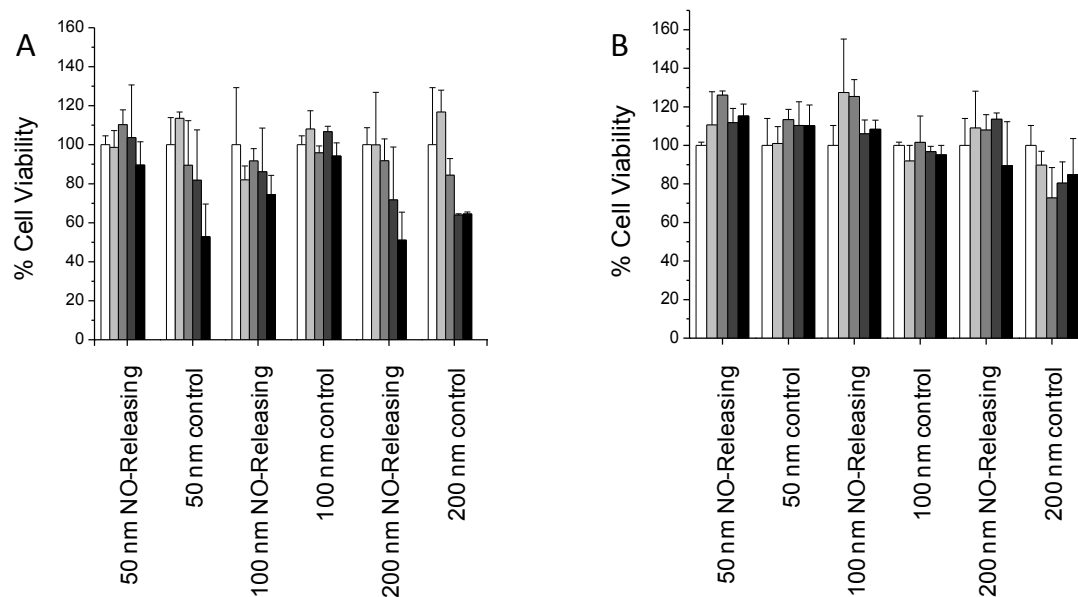 A
% Cell Viability
160
140
120
100
80
60
40
20
0
50 nm NO-Releasing
50 nm control
100 nm NO-Releasing
100 nm control
200 nm NO-Releasing
200 nm control
B
% Cell Viability
160
140
120
100
80
60
40
20
0
50 nm NO-Releasing
50 nm control
100 nm NO-Releasing
100 nm control
200 nm NO-Releasing
200 nm control